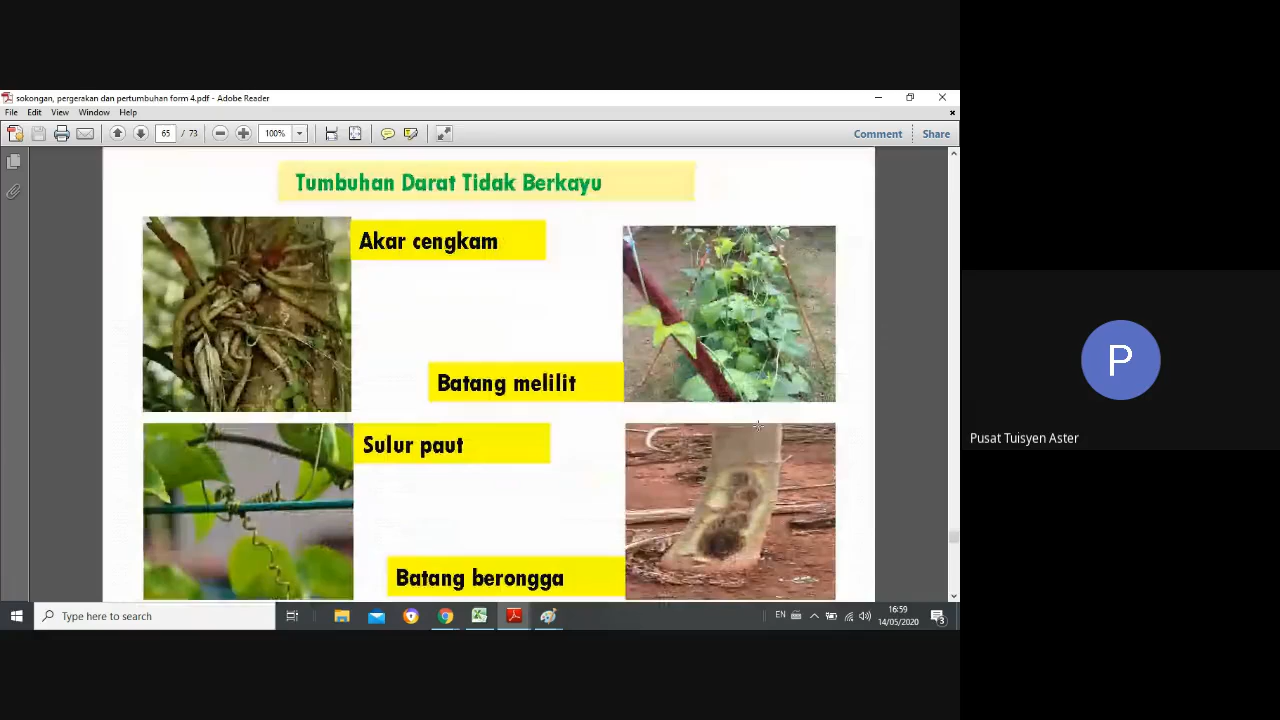 sokongan, pergerakan dan pertumbuhan form 4.pdf - Adobe Reader
File Edit View Window Help
65 / 73 100% Comment Share
Tumbuhan Darat Tidak Berkayu
Akar cengkam
Batang melilit
Sulur paut
Batang berongga
P
Pusat Tuisyen Aster
Type here to search
EN
16:59
14/05/2020
3